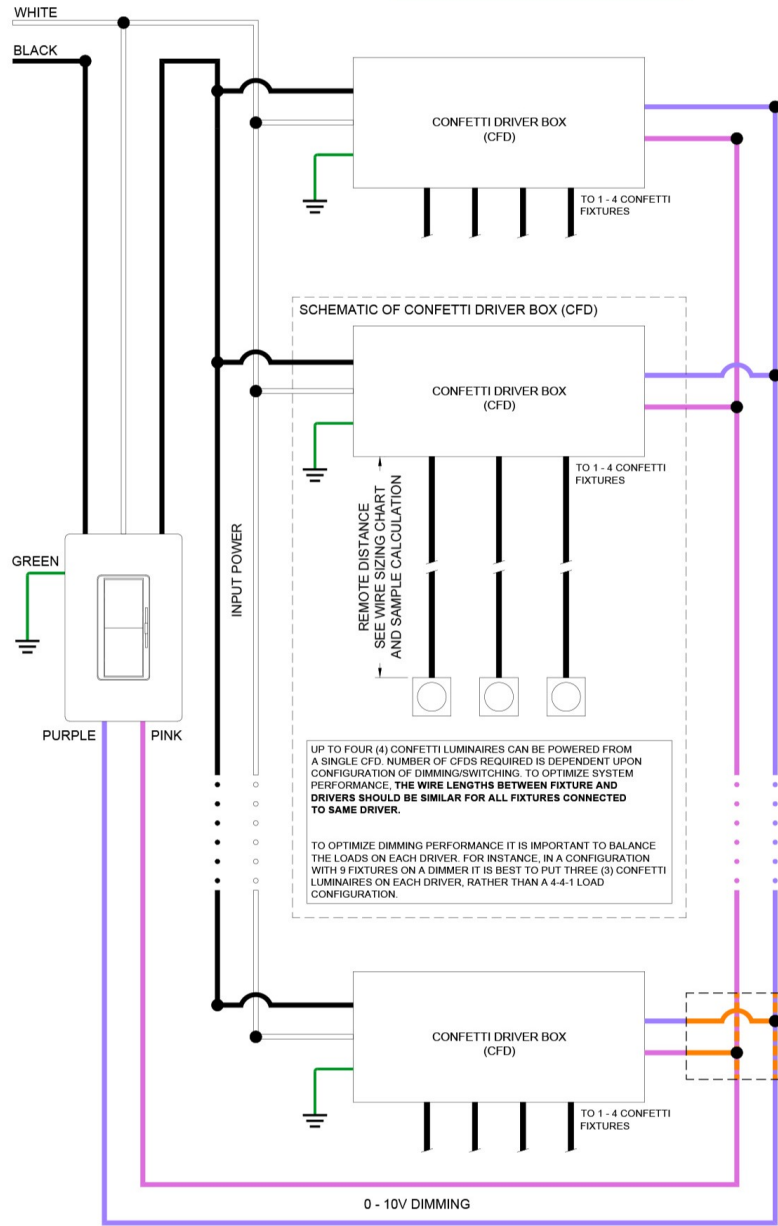 WHITE
BLACK
CONFETTI DRIVER BOX
(CFD)
TO 1 - 4 CONFETTI
FIXTURES
SCHEMATIC OF CONFETTI DRIVER BOX (CFD)
CONFETTI DRIVER BOX
(CFD)
TO 1 - 4 CONFETTI
FIXTURES
REMOTE DISTANCE
SEE WIRE SIZING CHART
AND SAMPLE CALCULATION
INPUT POWER
GREEN
PURPLE
PINK
UP TO FOUR (4) CONFETTI LUMINAIRES CAN BE POWERED FROM
A SINGLE CFD. NUMBER OF CFDS REQUIRED IS DEPENDENT UPON
CONFIGURATION OF DIMMING/SWITCHING. TO OPTIMIZE SYSTEM
PERFORMANCE, THE WIRE LENGTHS BETWEEN FIXTURE AND
DRIVERS SHOULD BE SIMILAR FOR ALL FIXTURES CONNECTED
TO SAME DRIVER.
TO OPTIMIZE DIMMING PERFORMANCE IT IS IMPORTANT TO BALANCE
THE LOADS ON EACH DRIVER. FOR INSTANCE, IN A CONFIGURATION
WITH 9 FIXTURES ON A DIMMER IT IS BEST TO PUT THREE (3) CONFETTI
LUMINAIRES ON EACH DRIVER, RATHER THAN A 4-4-1 LOAD
CONFIGURATION.
CONFETTI DRIVER BOX
(CFD)
TO 1 - 4 CONFETTI
FIXTURES
0 - 10V DIMMING